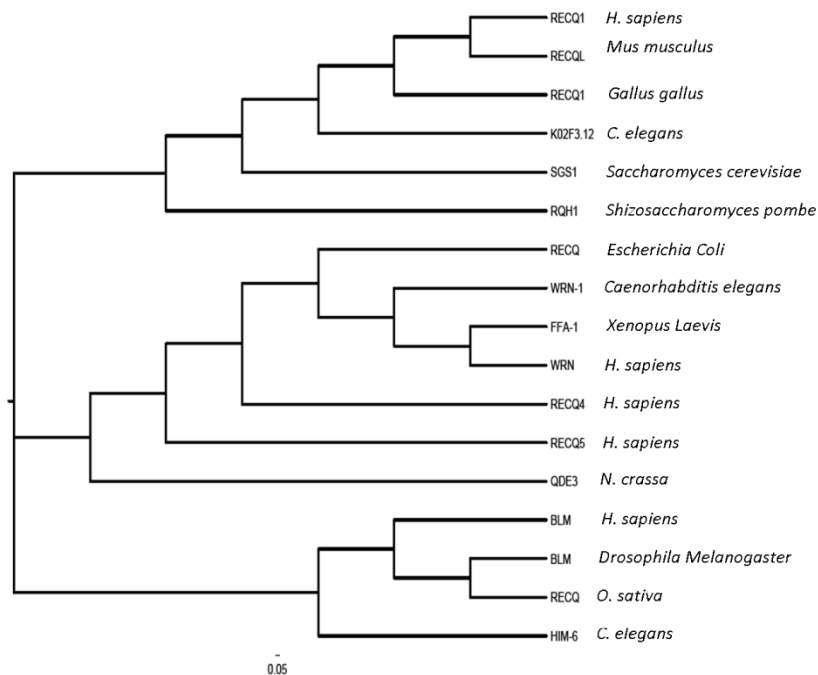 RECQ1 H. sapiens
RECQL Mus musculus
RECQ1 Gallus gallus
K02F3.12 C. elegans
SGS1 Saccharomyces cerevisiae
RQH1 Shizosaccharomyces pombe
RECQ Escherichia Coli
WRN-1 Caenorhabditis elegans
FFA-1 Xenopus Laevis
WRN H. sapiens
RECQ4 H. sapiens
RECQ5 H. sapiens
QDE3 N. crassa
BLM H. sapiens
BLM Drosophila Melanogaster
RECQ O. sativa
HIM-6 C. elegans
0.05